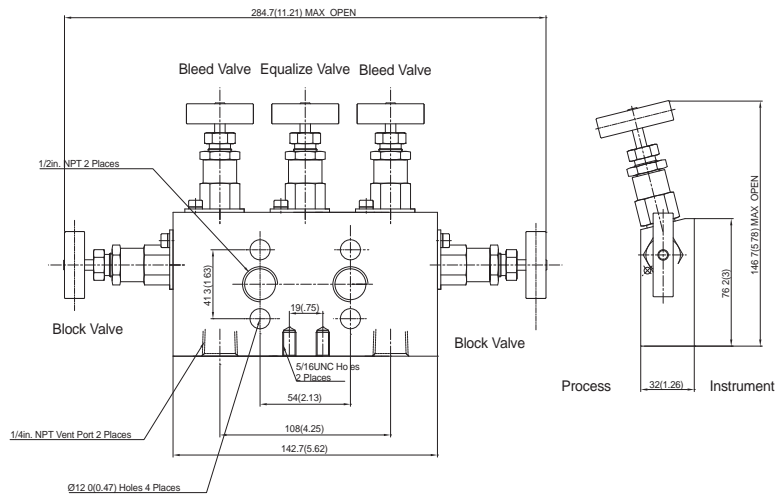 284.7(11.21) MAX OPEN
Bleed Valve Equalize Valve Bleed Valve
1/2in. NPT 2 Places
146 7(5 78) MAX OPEN
76 2(3)
41 3(1 63)
19(.75)
Block Valve
Block Valve
5/16UNC Ho es
2 Places
Process
32(1.26)
Instrument
54(2.13)
1/4in. NPT Vent Port 2 Places
108(4.25)
142.7(5.62)
Ø12 0(0.47) Holes 4 Places